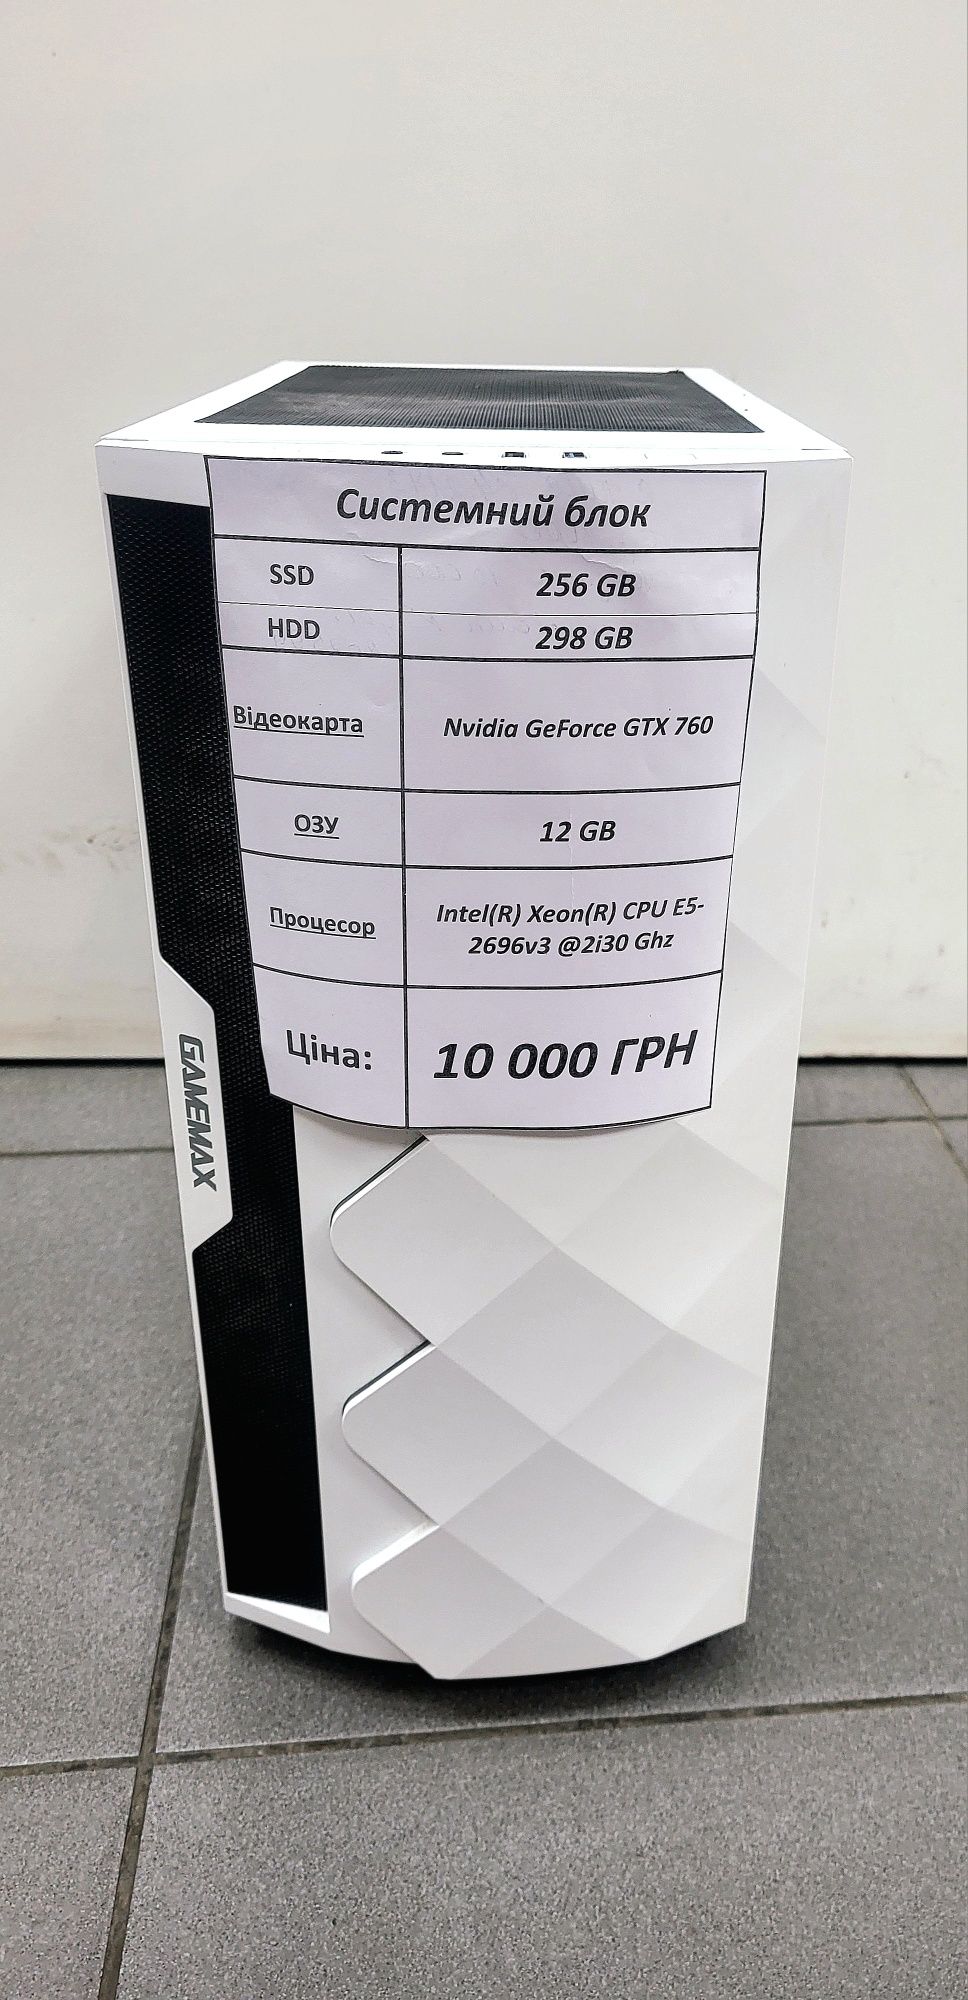 Системний блок
SSD 256 GB
HDD 298 GB
Відеокарта Nvidia GeForce GTX 760
ОЗУ 12 GB
Процесор Intel(R) Xeon(R) CPU E5-
2696v3 @2i30 Ghz
Ціна: 10 000 ГРН
GAMEMAX